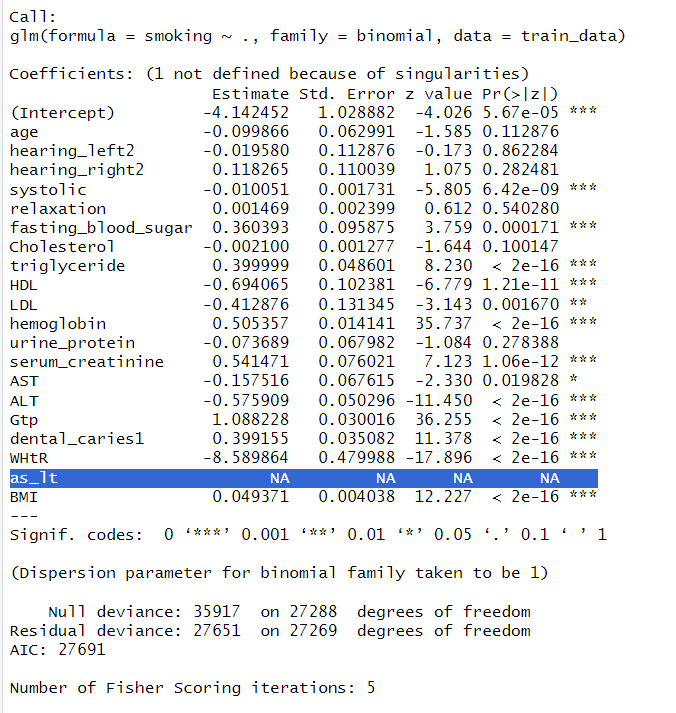 Call:
glm(formula = smoking ~ ., family = binomial, data = train_data)
Coefficients: (1 not defined because of singularities)
Estimate Std. Error z value Pr(>|z|)
(Intercept) -4.142452 1.028882 -4.026 5.67e-05 ***
age -0.099866 0.062991 -1.585 0.112876
hearing_left2 -0.019580 0.112876 -0.173 0.862284
hearing_right2 0.118265 0.110039 1.075 0.282481
systolic -0.010051 0.001731 -5.805 6.42e-09 ***
relaxation 0.001469 0.002399 0.612 0.540280
fasting_blood_sugar 0.360393 0.095875 3.759 0.000171 ***
Cholesterol -0.002100 0.001277 -1.644 0.100147
triglyceride 0.399999 0.048601 8.230 < 2e-16 ***
HDL -0.694065 0.102381 -6.779 1.21e-11 ***
LDL -0.412876 0.131345 -3.143 0.001670 **
hemoglobin 0.505357 0.014141 35.737 < 2e-16 ***
urine_protein -0.073689 0.067982 -1.084 0.278388
serum_creatinine 0.541471 0.076021 7.123 1.06e-12 ***
AST -0.157516 0.067615 -2.330 0.019828 *
ALT -0.575909 0.050296 -11.450 < 2e-16 ***
Gtp 1.088228 0.030016 36.255 < 2e-16 ***
dental_caries1 0.399155 0.035082 11.378 < 2e-16 ***
WHtR -8.589864 0.479988 -17.896 < 2e-16 ***
as_lt NA NA NA NA
BMI 0.049371 0.004038 12.227 < 2e-16 ***
---
Signif. codes: 0 ‘***’ 0.001 ‘**’ 0.01 ‘*’ 0.05 ‘.’ 0.1 ‘ ’ 1
(Dispersion parameter for binomial family taken to be 1)
Null deviance: 35917 on 27288 degrees of freedom
Residual deviance: 27651 on 27269 degrees of freedom
AIC: 27691
Number of Fisher Scoring iterations: 5